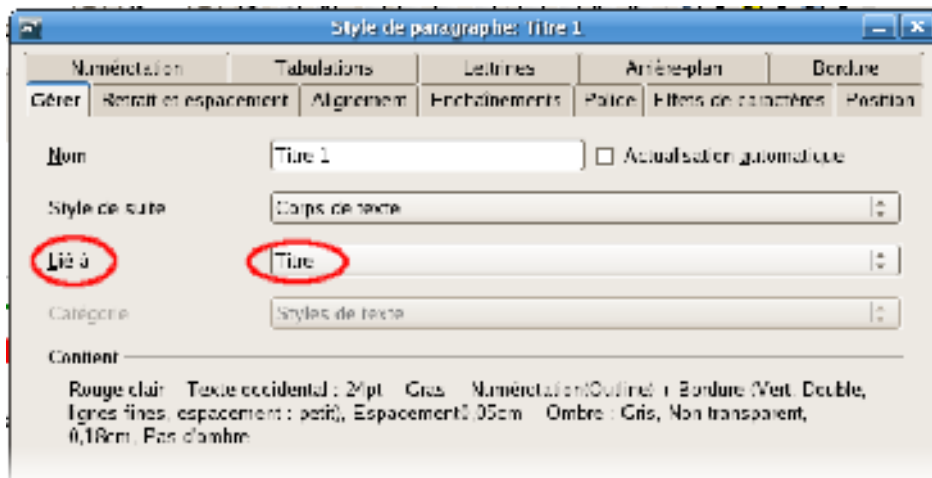 Style de paragraphe: Titre 1
Numérotation Tabulations Lettrines Arrière-plan Bordure
Gérer Retrait et espacement Alignement Enchaînements Police Effets de caractères Position
Nom Titre 1 Actualisation automatique
Style de suite Corps de texte
Lié à Titre
Catégorie Styles de texte
Contient
Rouge clair Texte occidental : 24pt Gras Numérotation(Outline) + Bordure (Vert, Double,
lignes fines, espacement : petit), Espacement0,05cm Ombre : Gris, Non transparent,
0,18cm, Pas d'ombre